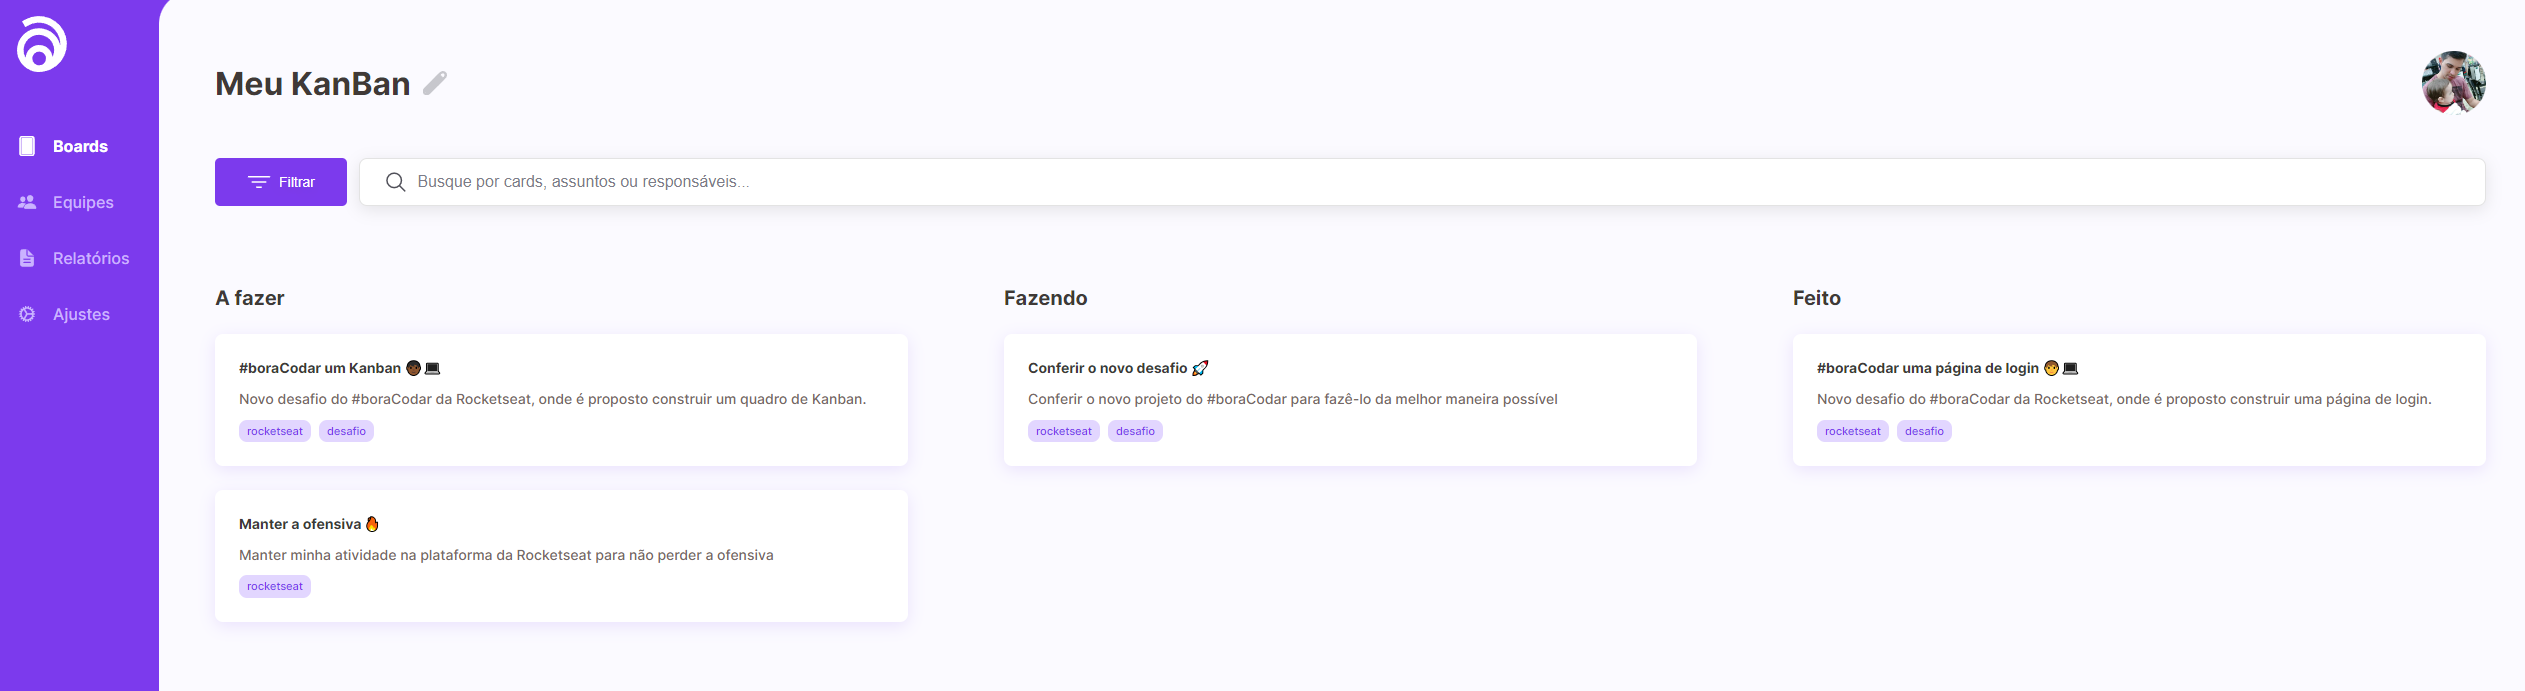 Meu KanBan
Boards
Equipes
Relatórios
Ajustes
Filtrar
Busque por cards, assuntos ou responsáveis...
A fazer
#boraCodar um Kanban 🧑🏿‍💻
Novo desafio do #boraCodar da Rocketseat, onde é proposto construir um quadro de Kanban.
rocketseat desafio
Manter a ofensiva 🔥
Manter minha atividade na plataforma da Rocketseat para não perder a ofensiva
rocketseat
Fazendo
Conferir o novo desafio 🚀
Conferir o novo projeto do #boraCodar para fazê-lo da melhor maneira possível
rocketseat desafio
Feito
#boraCodar uma página de login 🧑‍💻
Novo desafio do #boraCodar da Rocketseat, onde é proposto construir uma página de login.
rocketseat desafio